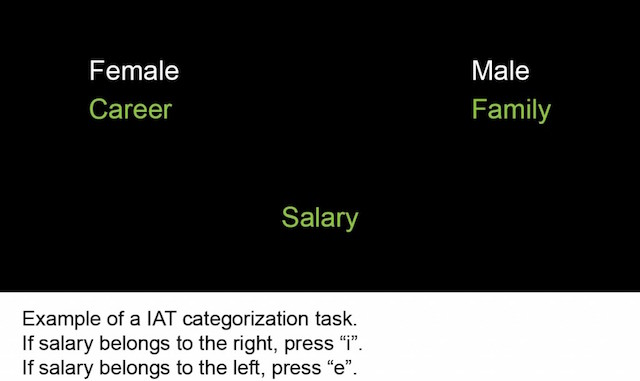 Female Male
Career Family
Salary
Example of a IAT categorization task.
If salary belongs to the right, press “i”.
If salary belongs to the left, press “e”.